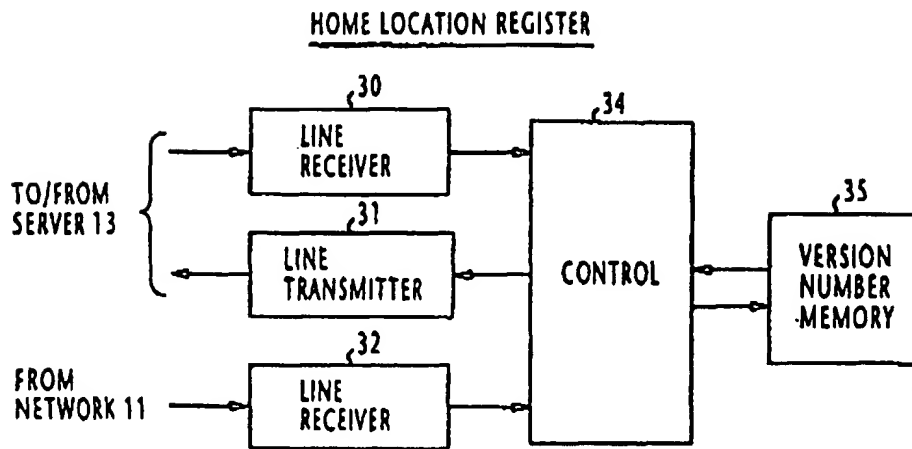 HOME LOCATION REGISTER
30
LINE
RECEIVER
34
CONTROL
TO/FROM
SERVER 13
31
LINE
TRANSMITTER
35
VERSION
NUMBER
MEMORY
32
LINE
RECEIVER
FROM
NETWORK 11